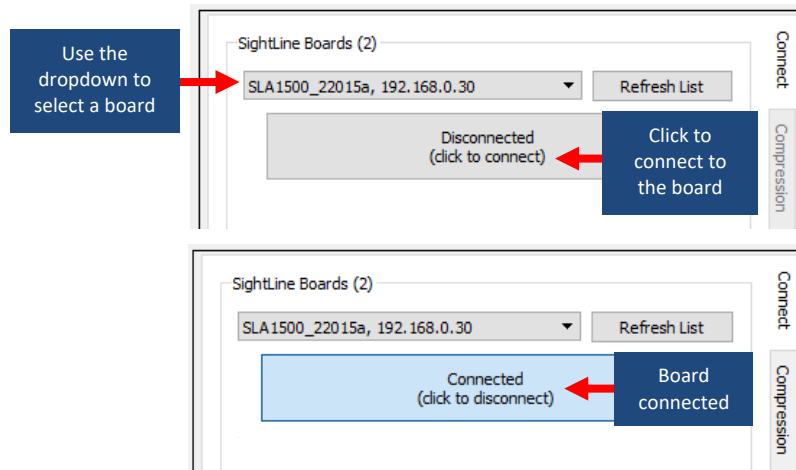 SightLine Boards (2)
Connect
Use the
dropdown to
select a board
SLA1500_22015a, 192.168.0.30
Refresh List
Disconnected
(click to connect)
Click to
connect to
the board
Compression
SightLine Boards (2)
Connect
SLA1500_22015a, 192.168.0.30
Refresh List
Connected
(click to disconnect)
Board
connected
Compression